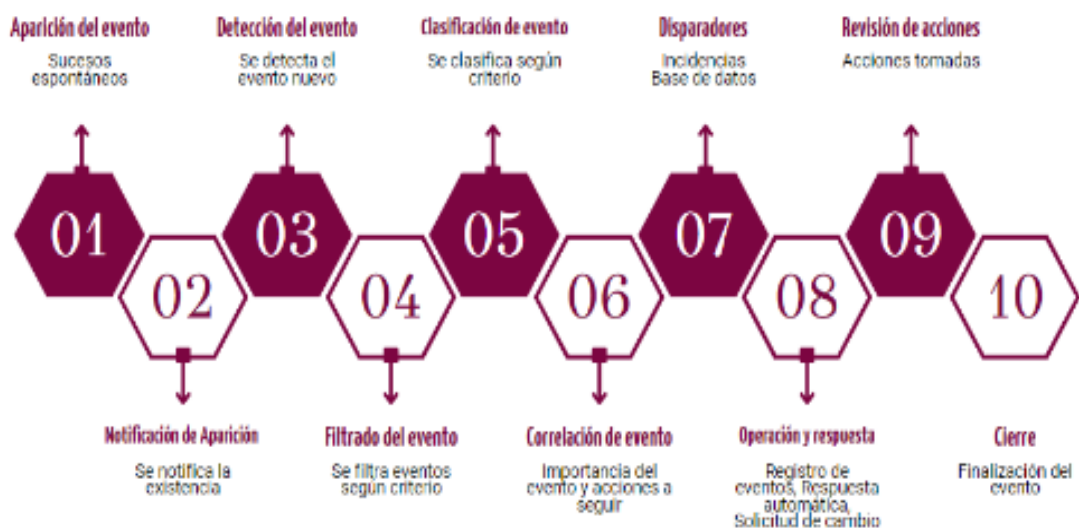 Aparición del evento
Sucesos
espontáneos
Detección del evento
Se detecta el
evento nuevo
Clasificación de evento
Se clasifica según
criterio
Disparadores
Incidencias
Base de datos
Revisión de acciones
Acciones tomadas
01
02
03
04
05
06
07
08
09
10
Notificación de Aparición
Se notifica la
existencia
Filtrado del evento
Se filtra eventos
según criterio
Correlación de evento
Importancia del
evento y acciones a
seguir
Operación y respuesta
Registro de
eventos, Respuesta
automática,
Solicitud de cambio
Cierre
Finalización del
evento